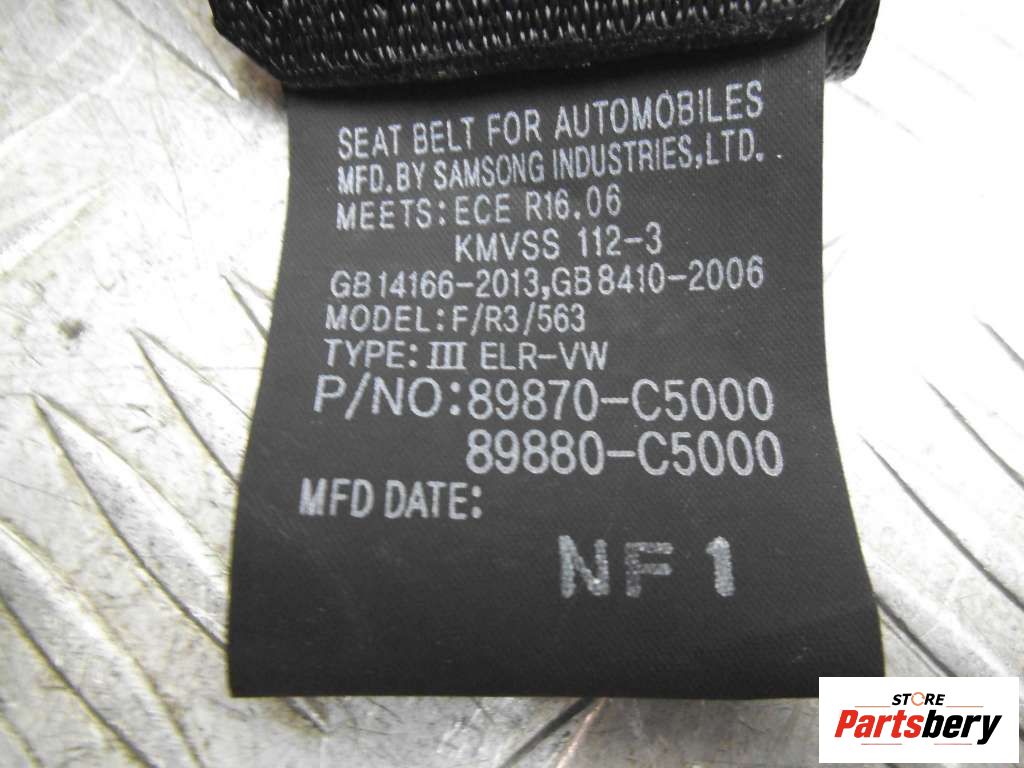 SEAT BELT FOR AUTOMOBILES
MFD.BY SAMSONG INDUSTRIES,LTD.
MEETS:ECE R16.06
KMVSS 112-3
GB14166-2013,GB8410-2006
MODEL:F/R3/563
TYPE:III ELR-VW
P/NO:89870-C5000
89880-C5000
MFD DATE:
NF1
STORE
Partsbery